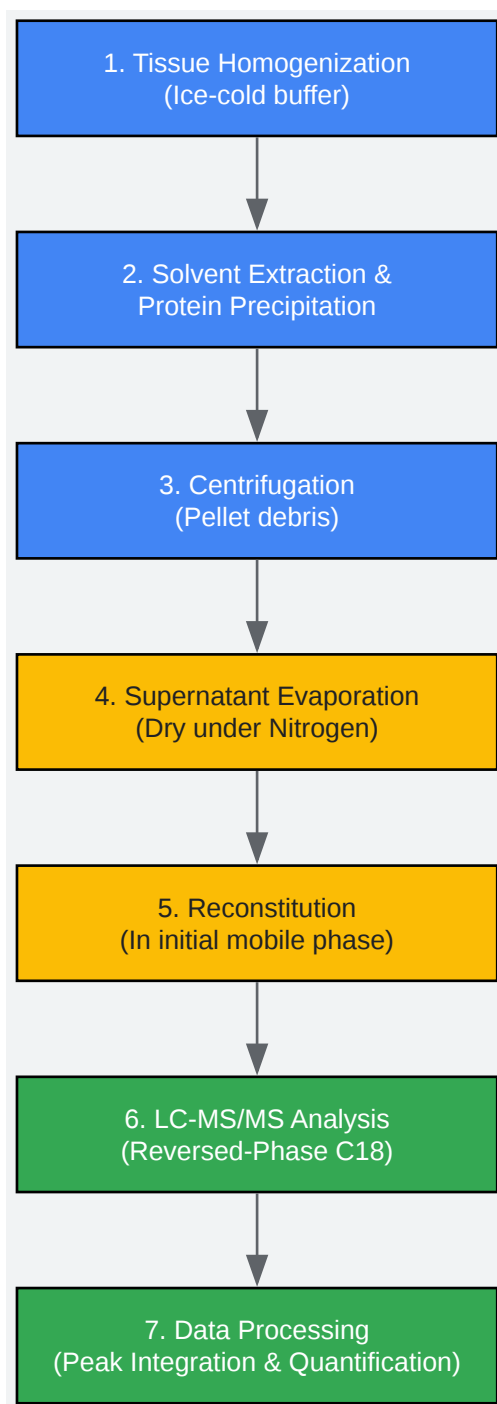 1. Tissue Homogenization
(Ice-cold buffer)
2. Solvent Extraction &
Protein Precipitation
3. Centrifugation
(Pellet debris)
4. Supernatant Evaporation
(Dry under Nitrogen)
5. Reconstitution
(In initial mobile phase)
6. LC-MS/MS Analysis
(Reversed-Phase C18)
7. Data Processing
(Peak Integration & Quantification)